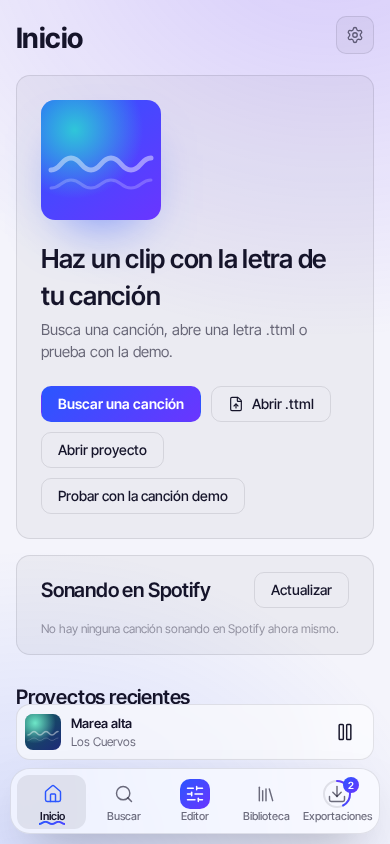 Inicio
Haz un clip con la letra de
tu canción
Busca una canción, abre una letra .ttml o
prueba con la demo.
Buscar una canción
Abrir .ttml
Abrir proyecto
Probar con la canción demo
Sonando en Spotify
Actualizar
No hay ninguna canción sonando en Spotify ahora mismo.
Proyectos recientes
Marea alta
Los Cuervos
2
Inicio
Buscar
Editor
Biblioteca
Exportaciones